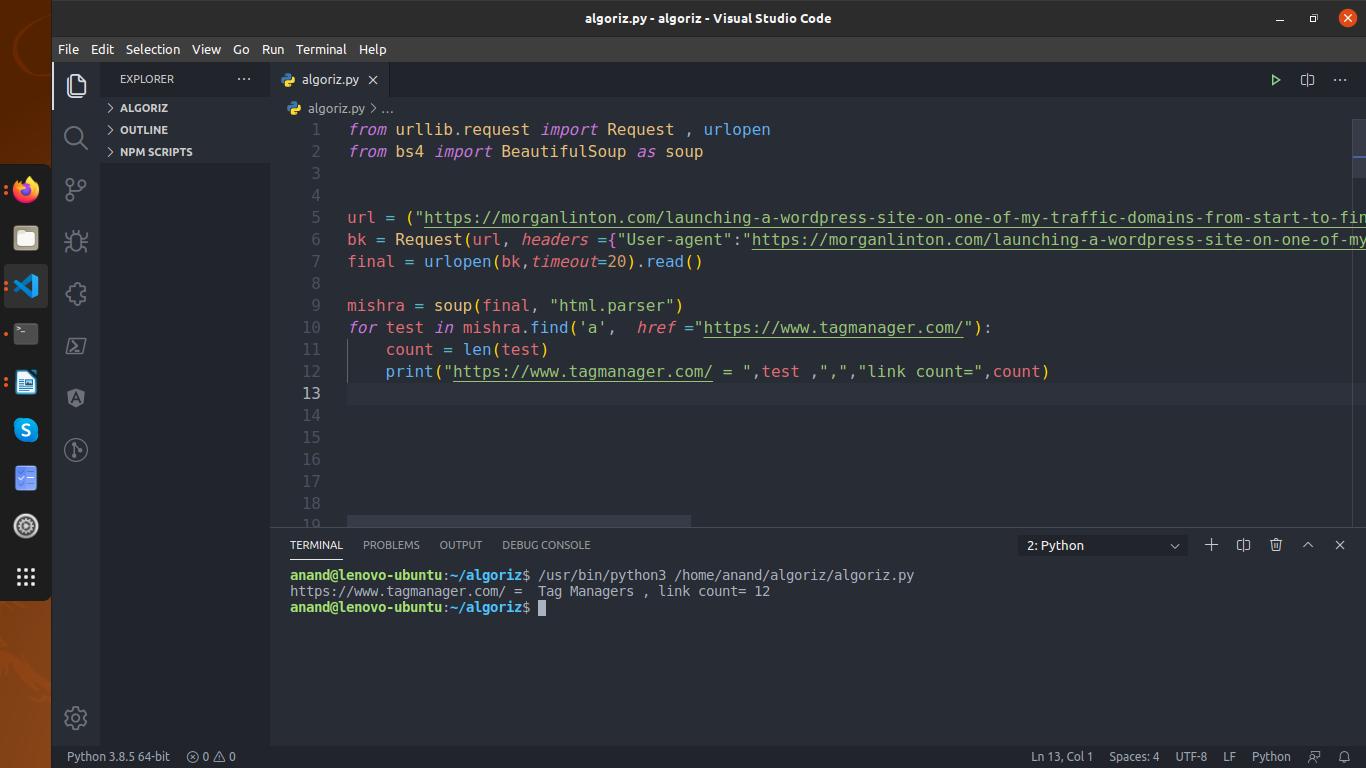 algoriz.py - algoriz - Visual Studio Code
File Edit Selection View Go Run Terminal Help
EXPLORER
ALGORIZ
OUTLINE
NPM SCRIPTS
algoriz.py
algoriz.py > ...
1 from urllib.request import Request , urlopen
2 from bs4 import BeautifulSoup as soup
3
4
5 url = ("https://morganlinton.com/launching-a-wordpress-site-on-one-of-my-traffic-domains-from-start-to-fin
6 bk = Request(url, headers ={"User-agent":"https://morganlinton.com/launching-a-wordpress-site-on-one-of-my
7 final = urlopen(bk,timeout=20).read()
8
9 mishra = soup(final, "html.parser")
10 for test in mishra.find('a',  href ="https://www.tagmanager.com/"):
11     count = len(test)
12     print("https://www.tagmanager.com/ = ",test ,",","link count=",count)
13
14
15
16
17
18
19
TERMINAL PROBLEMS OUTPUT DEBUG CONSOLE 2: Python
anand@lenovo-ubuntu:~/algoriz$ /usr/bin/python3 /home/anand/algoriz/algoriz.py
https://www.tagmanager.com/ =  Tag Managers , link count= 12
anand@lenovo-ubuntu:~/algoriz$
Python 3.8.5 64-bit 0 0 Ln 13, Col 1 Spaces: 4 UTF-8 LF Python